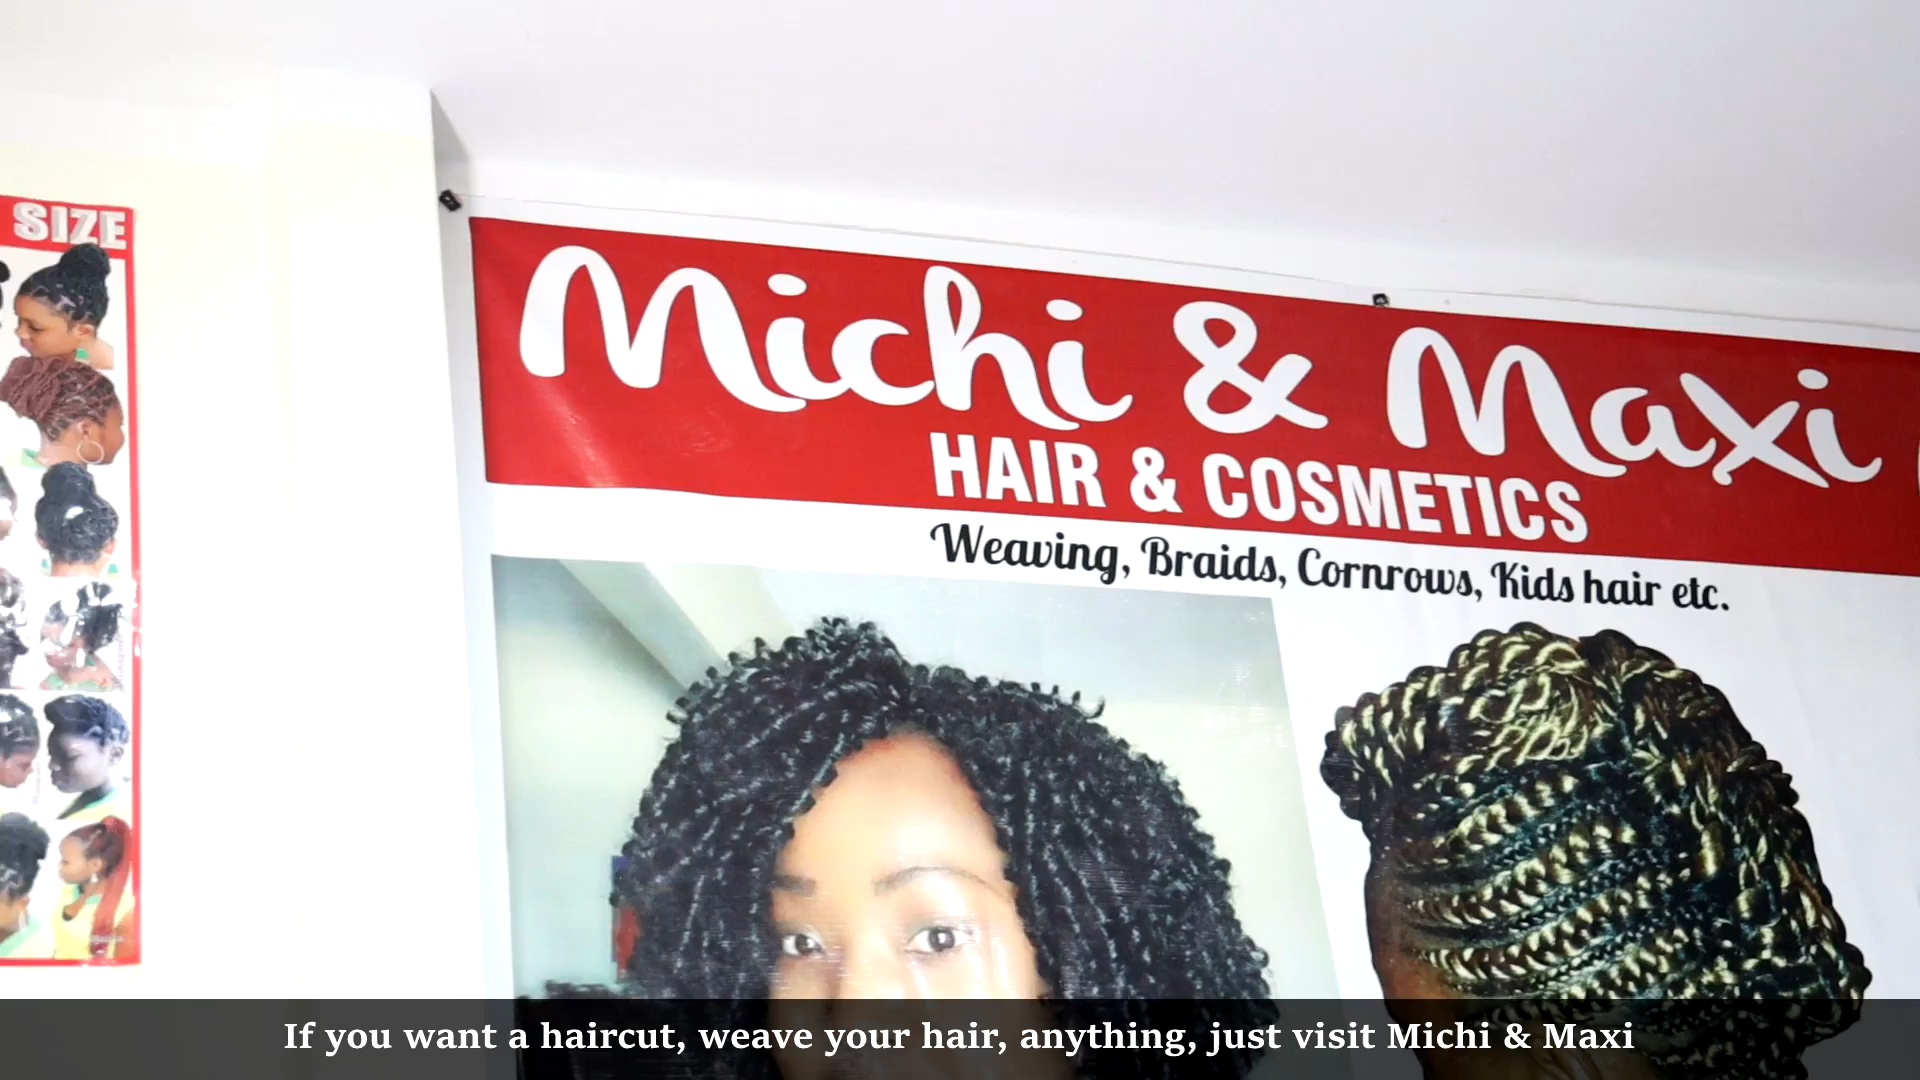 SIZE
Michi & Maxi
HAIR & COSMETICS
Weaving, Braids, Cornrows, Kids hair etc.
If you want a haircut, weave your hair, anything, just visit Michi & Maxi